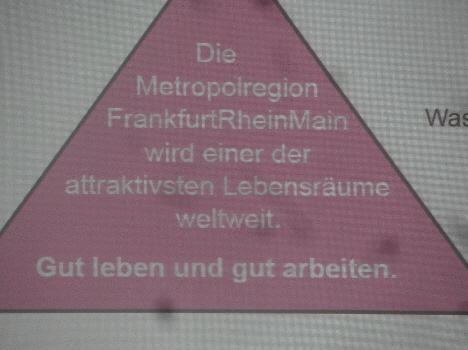 Die
Metropolregion
FrankfurtRheinMain
wird einer der
attraktivsten Lebensräume
weltweit.
Gut leben und gut arbeiten.
Was